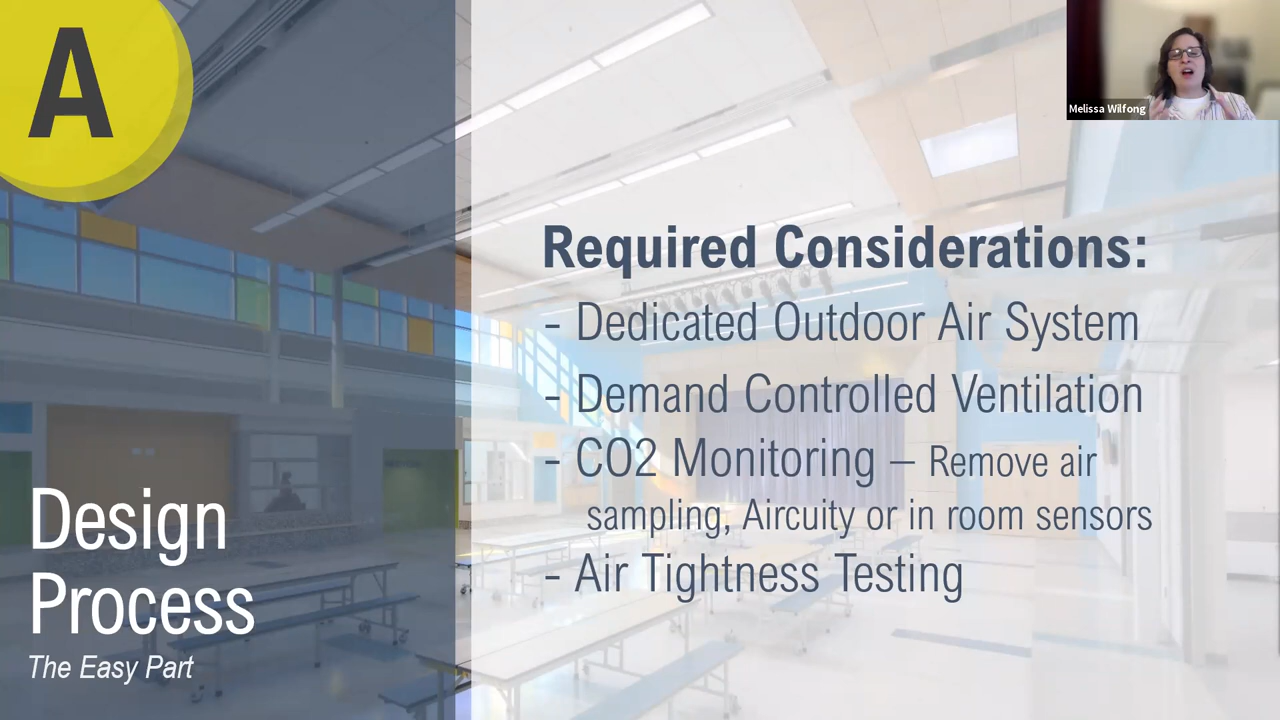 A
Melissa Wilfong
Required Considerations:
- Dedicated Outdoor Air System
- Demand Controlled Ventilation
- CO2 Monitoring – Remove air
sampling, Aircuity or in room sensors
- Air Tightness Testing
Design
Process
The Easy Part